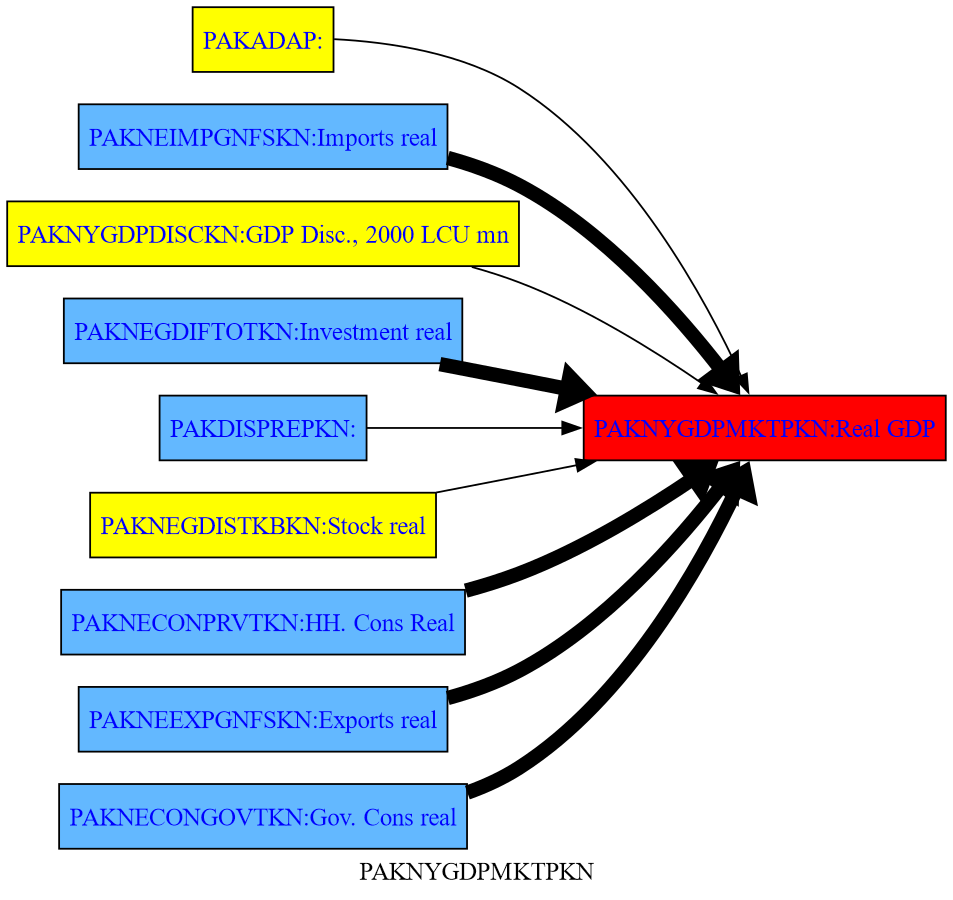 PAKADAP:
PAKNEIMPGNFSKN:Imports real
PAKNYGDPDISCKN:GDP Disc., 2000 LCU mn
PAKNEGDIFTOTKN:Investment real
PAKDISPREPKN:
PAKNYGDPMKTPKN:Real GDP
PAKNEGDISTKBKN:Stock real
PAKNECONPRVTKN:HH. Cons Real
PAKNEEXPGNFSKN:Exports real
PAKNECONGOVTKN:Gov. Cons real
PAKNYGDPMKTPKN